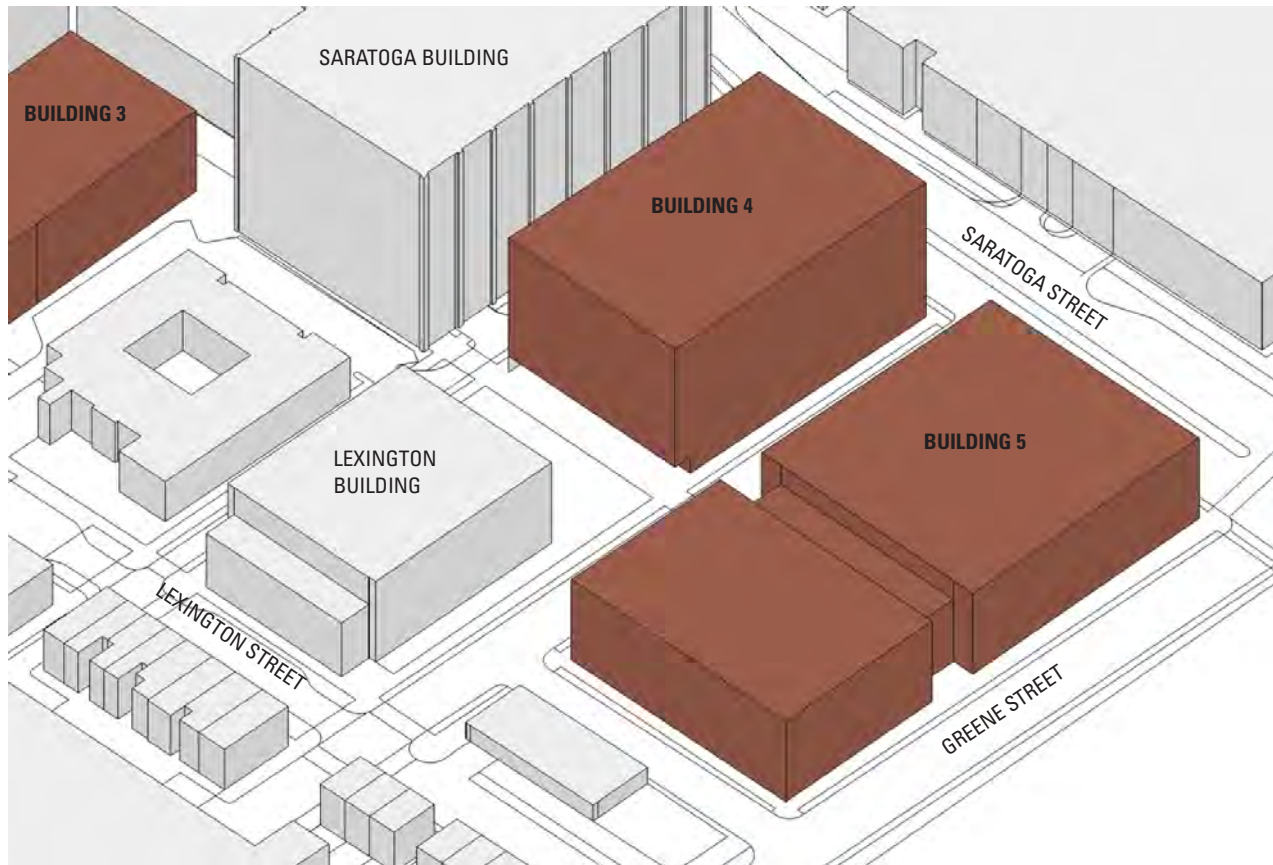 SARATOGA BUILDING
BUILDING 3
BUILDING 4
SARATOGA STREET
BUILDING 5
LEXINGTON
BUILDING
LEXINGTON STREET
GREENE STREET